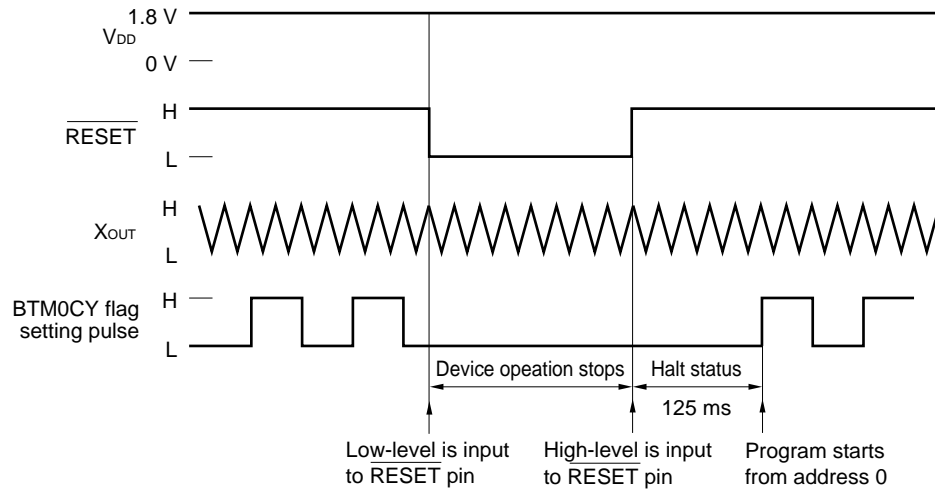 1.8 V
VDD
0 V
H
RESET
L
H
XOUT
L
H
BTM0CY flag
setting pulse
L
Device opeation stops
Halt status
125 ms
Low-level is input
to RESET pin
High-level is input
to RESET pin
Program starts
from address 0